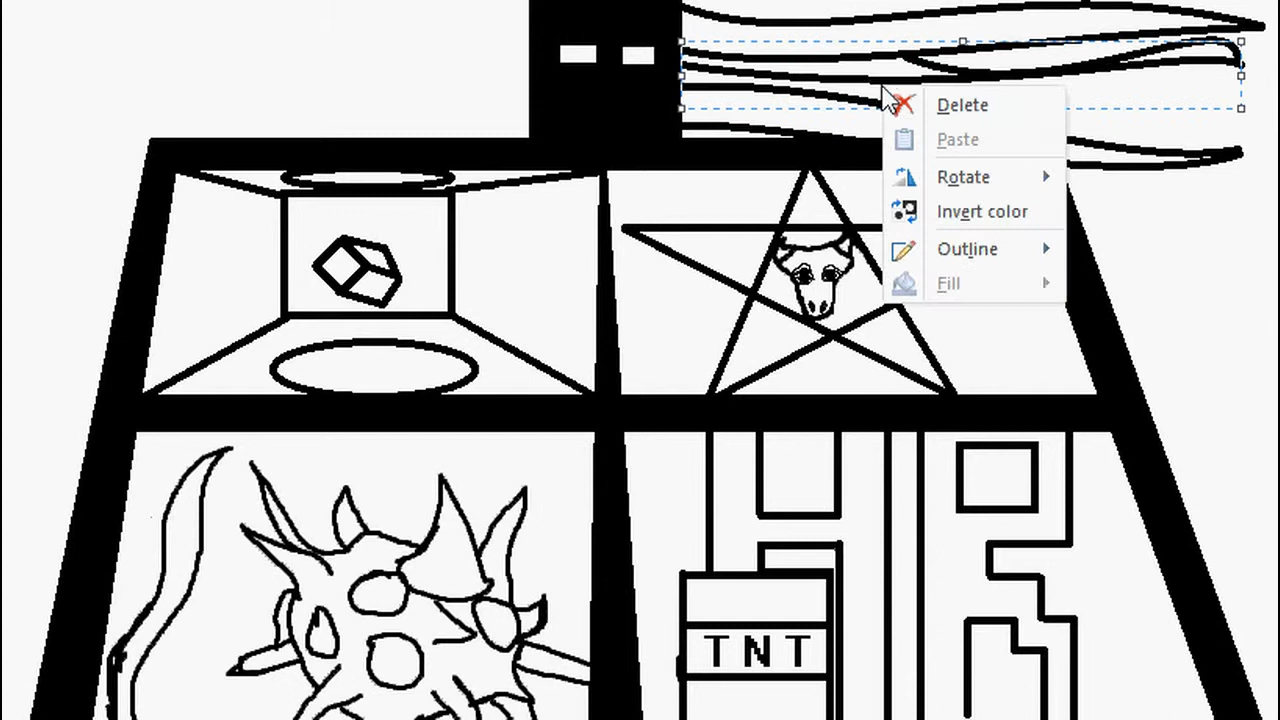 Delete
Paste
Rotate
Invert color
Outline
Fill
TNT